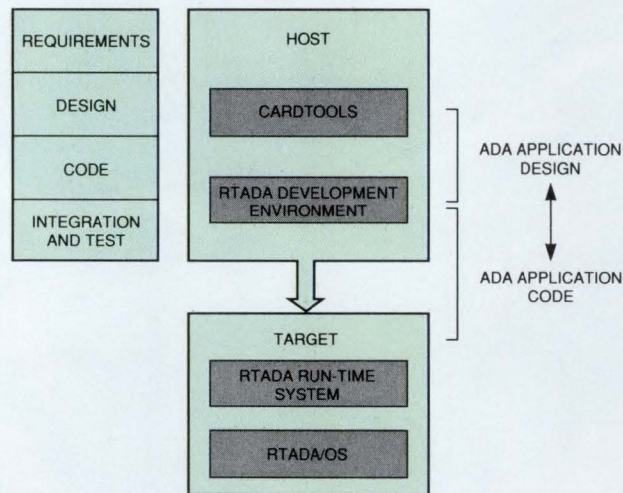 REQUIREMENTS
DESIGN
CODE
INTEGRATION
AND TEST
HOST
CARDTOOLS
RTADA DEVELOPMENT
ENVIRONMENT
TARGET
RTADA RUN-TIME
SYSTEM
RTADA/OS
ADA APPLICATION
DESIGN
ADA APPLICATION
CODE